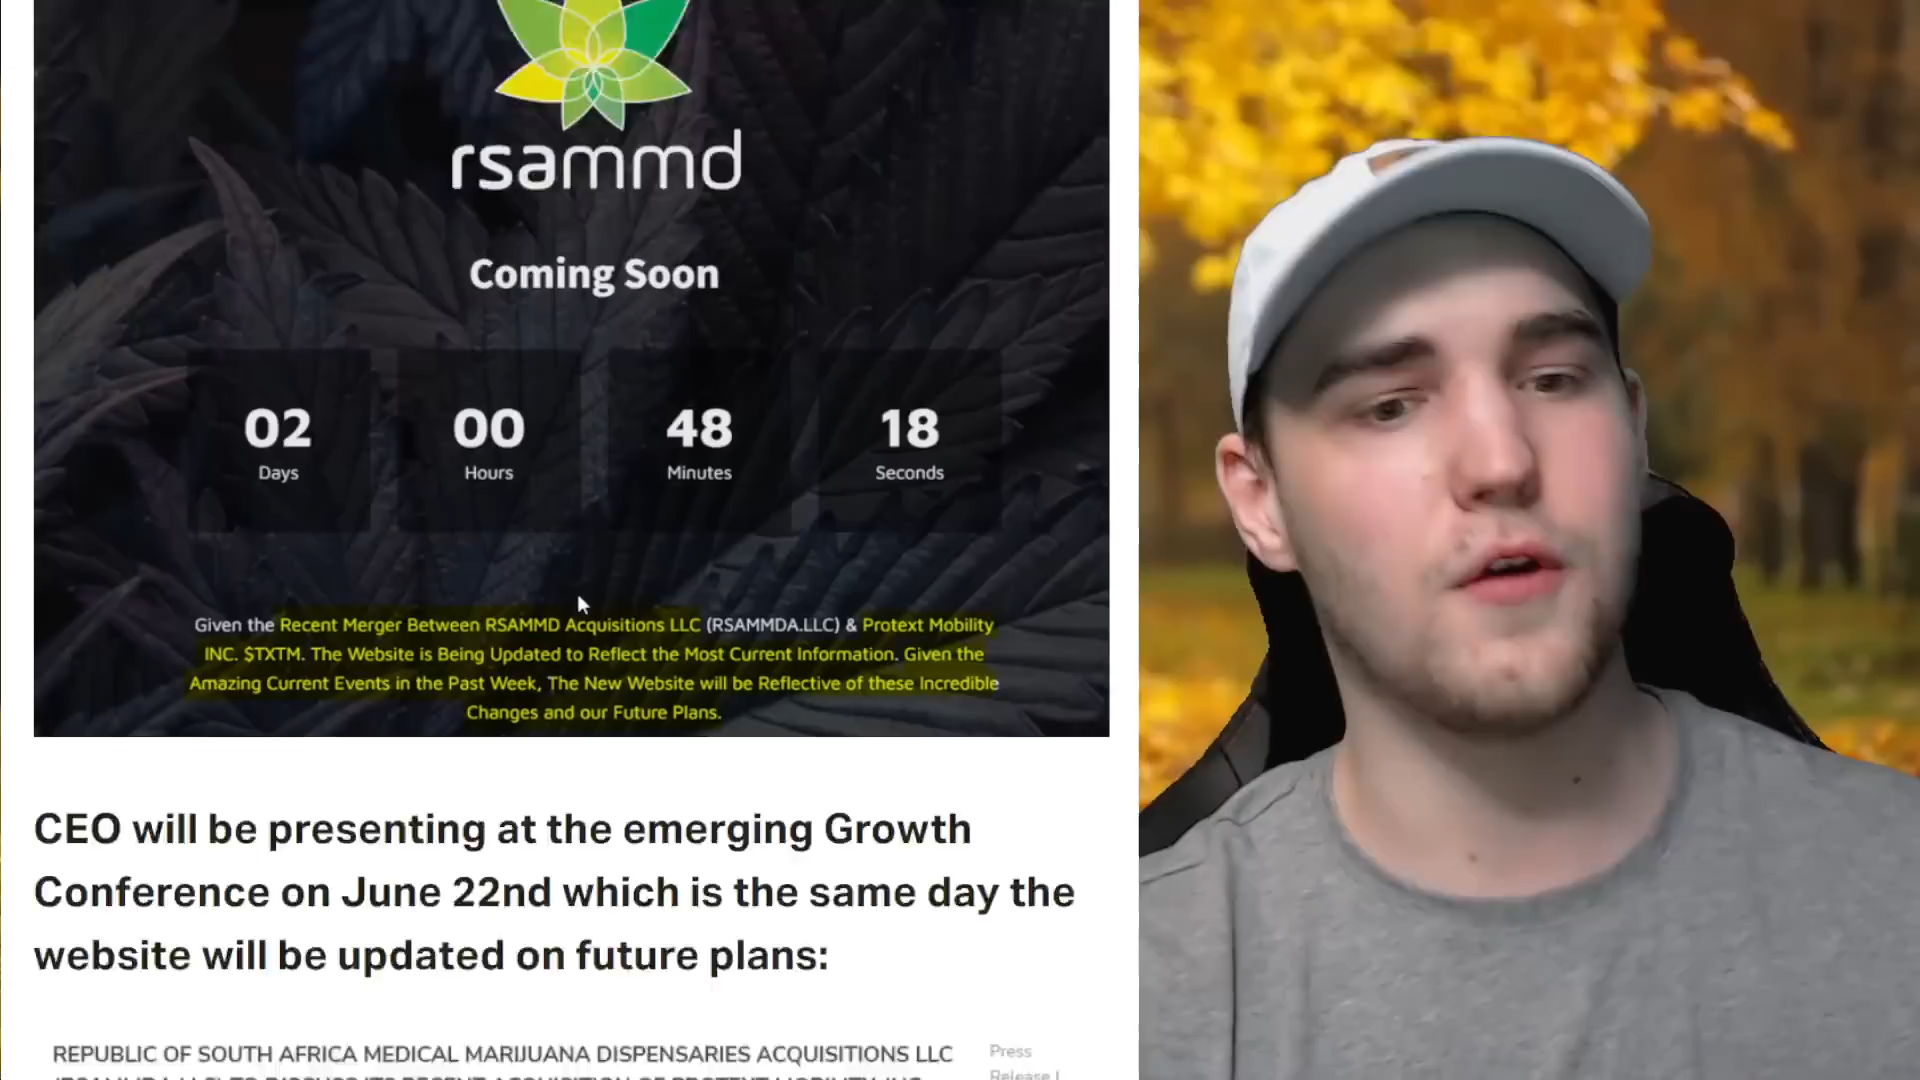 rsammd
Coming Soon
02 00 48 18
Days Hours Minutes Seconds
Given the Recent Merger Between RSAMMD Acquisitions LLC (RSAMMDA.LLC) & Protext Mobility
INC. $TXTM. The Website is Being Updated to Reflect the Most Current Information. Given the
Amazing Current Events in the Past Week, The New Website will be Reflective of these Incredible
Changes and our Future Plans.
CEO will be presenting at the emerging Growth
Conference on June 22nd which is the same day the
website will be updated on future plans:
REPUBLIC OF SOUTH AFRICA MEDICAL MARIJUANA DISPENSARIES ACQUISITIONS LLC
Press
Release